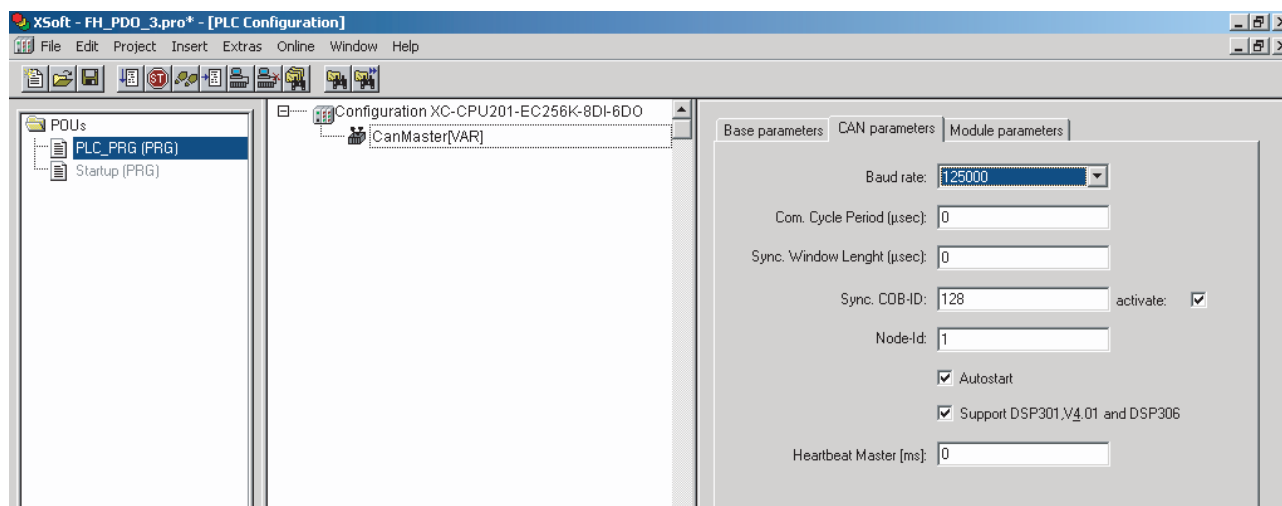 XSoft - FH_PDO_3.pro* - [PLC Configuration]
File Edit Project Insert Extras Online Window Help
ST
POUs
PLC_PRG (PRG)
Startup (PRG)
Configuration XC-CPU201-EC256K-8DI-6DO
CanMaster[VAR]
Base parameters CAN parameters Module parameters
Baud rate: 125000
Com. Cycle Period (µsec): 0
Sync. Window Lenght (µsec): 0
Sync. COB-ID: 128 activate:
Node-Id: 1
Autostart
Support DSP301,V4.01 and DSP306
Heartbeat Master [ms]: 0